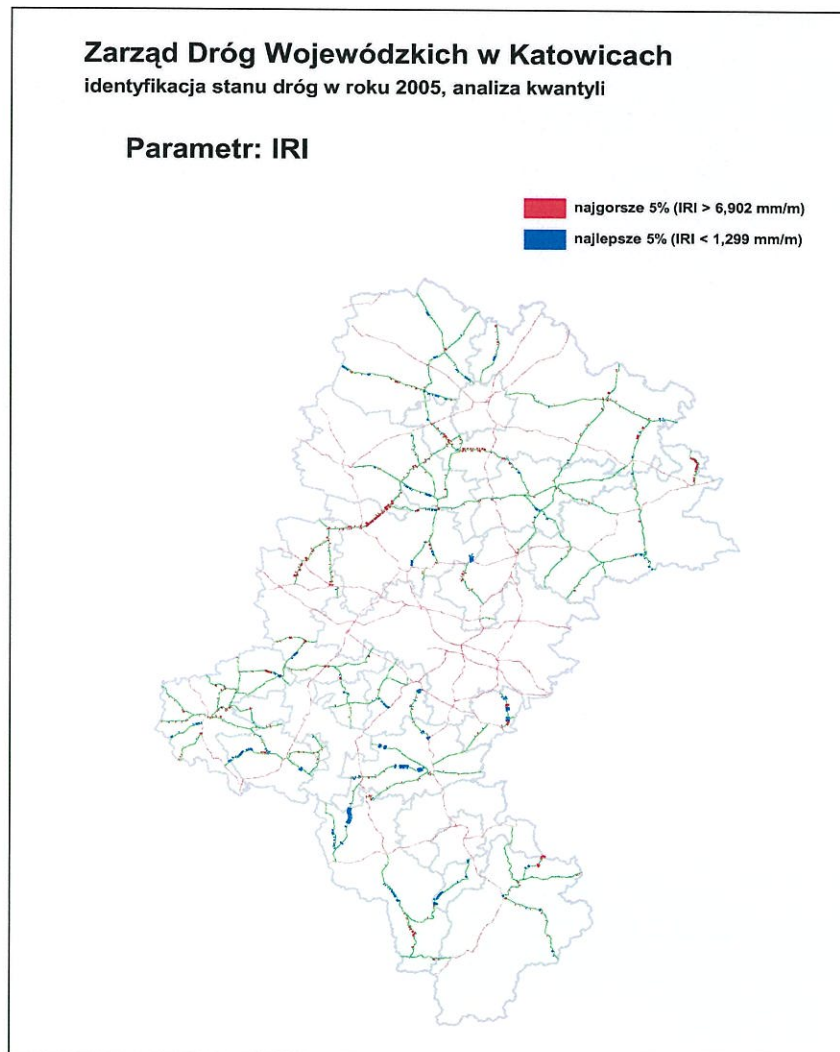 Zarząd Dróg Wojewódzkich w Katowicach
identyfikacja stanu dróg w roku 2005, analiza kwantyli
Parametr: IRI
najgorsze 5% (IRI > 6,902 mm/m)
najlepsze 5% (IRI < 1,299 mm/m)